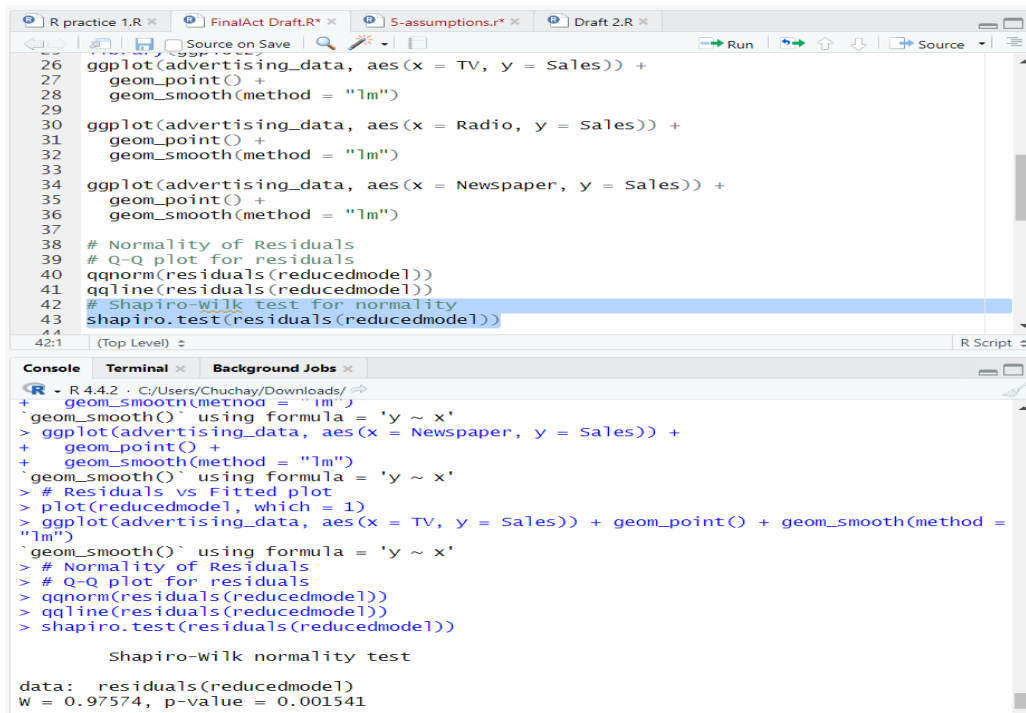 R practice 1.R × FinalAct Draft.R* × 5-assumptions.r* × Draft 2.R ×
Source on Save Run Source
25 library(ggplot2)
26 ggplot(advertising_data, aes(x = TV, y = Sales)) +
27 geom_point() +
28 geom_smooth(method = "lm")
29
30 ggplot(advertising_data, aes(x = Radio, y = Sales)) +
31 geom_point() +
32 geom_smooth(method = "lm")
33
34 ggplot(advertising_data, aes(x = Newspaper, y = Sales)) +
35 geom_point() +
36 geom_smooth(method = "lm")
37
38 # Normality of Residuals
39 # Q-Q plot for residuals
40 qqnorm(residuals(reducedmodel))
41 qqline(residuals(reducedmodel))
42 # Shapiro-Wilk test for normality
43 shapiro.test(residuals(reducedmodel))
44
42:1 (Top Level) R Script
Console Terminal × Background Jobs ×
R 4.4.2 · C:/Users/Chuchay/Downloads/
+ geom_smooth(method = "lm")
`geom_smooth()` using formula = 'y ~ x'
> ggplot(advertising_data, aes(x = Newspaper, y = Sales)) +
+ geom_point() +
+ geom_smooth(method = "lm")
`geom_smooth()` using formula = 'y ~ x'
> # Residuals vs Fitted plot
> plot(reducedmodel, which = 1)
> ggplot(advertising_data, aes(x = TV, y = Sales)) + geom_point() + geom_smooth(method =
"lm")
`geom_smooth()` using formula = 'y ~ x'
> # Normality of Residuals
> # Q-Q plot for residuals
> qqnorm(residuals(reducedmodel))
> qqline(residuals(reducedmodel))
> shapiro.test(residuals(reducedmodel))
Shapiro-Wilk normality test
data: residuals(reducedmodel)
W = 0.97574, p-value = 0.001541